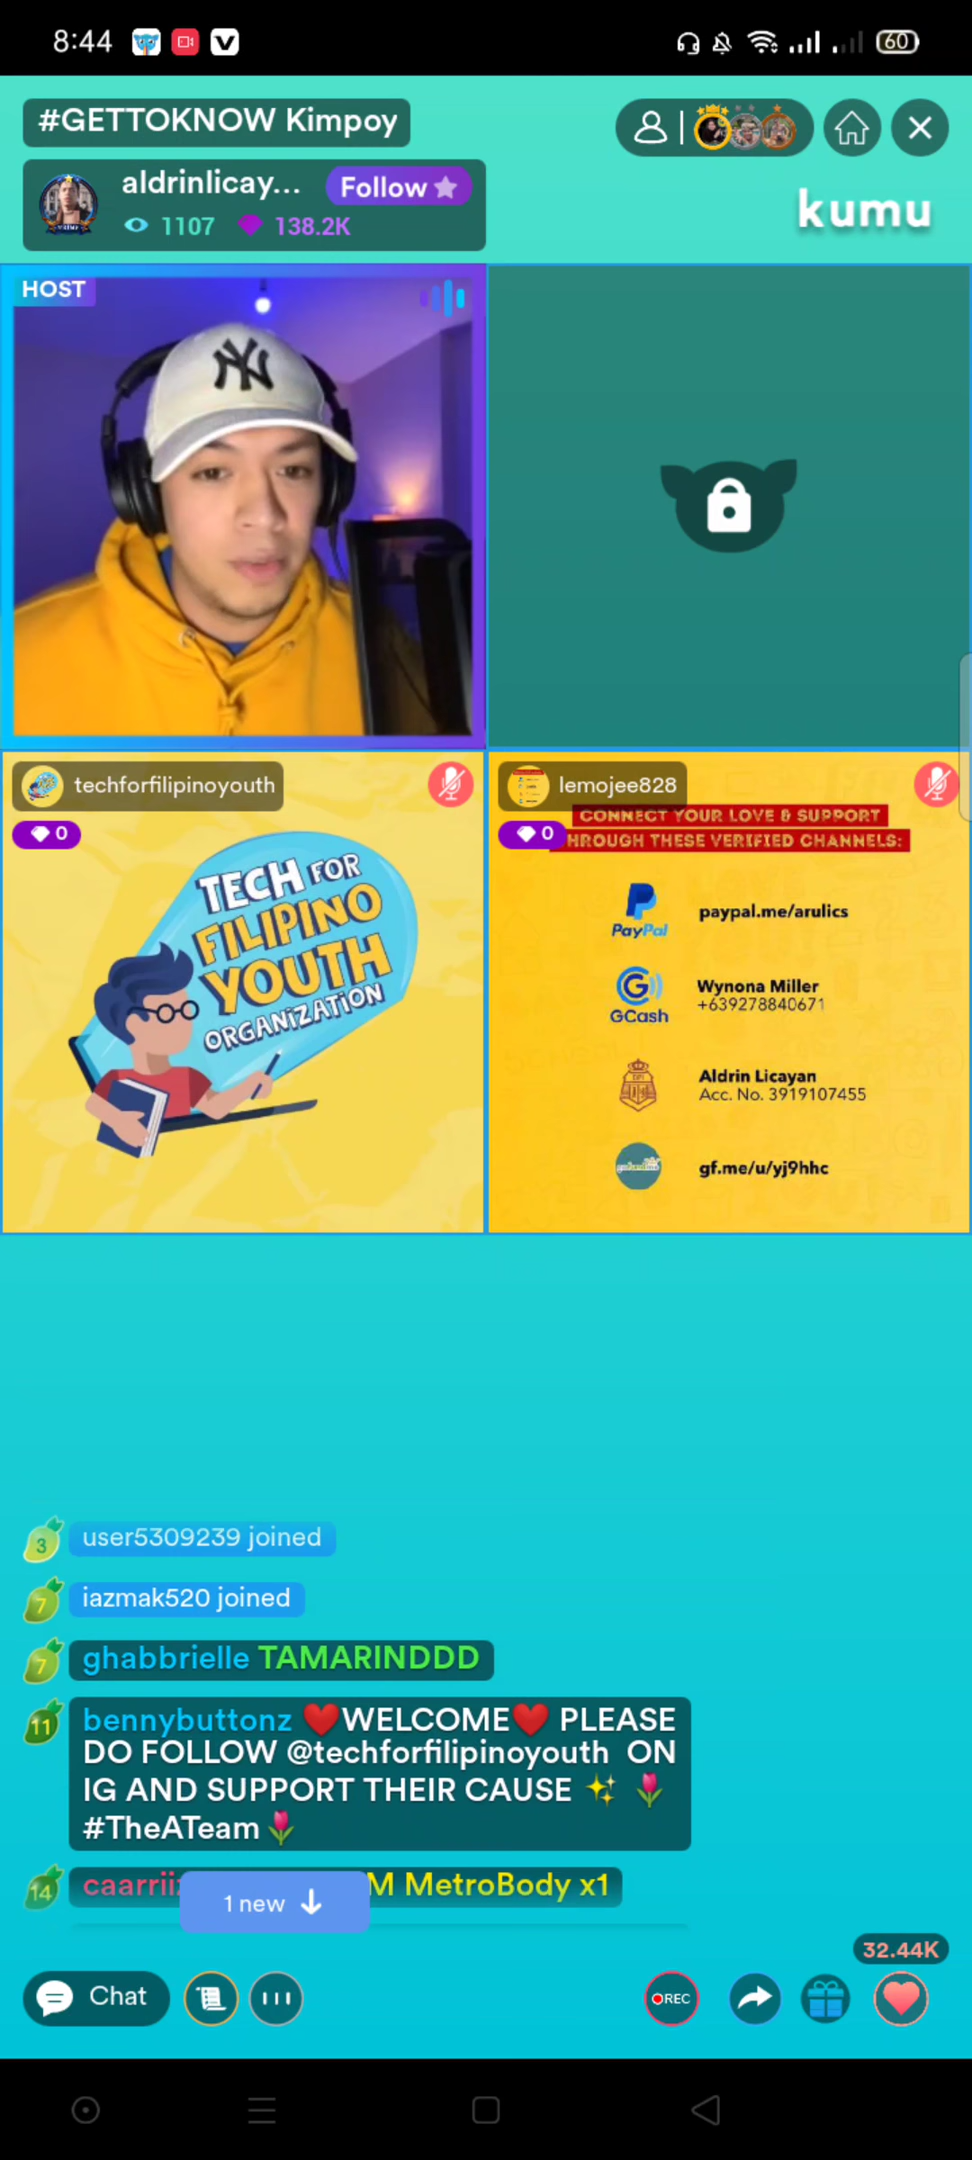 8:44
60
#GETTOKNOW Kimpoy
aldrinlicay... Follow
1107 138.2K
kumu
HOST
NY
techforfilipinoyouth
0
TECH FOR
FILIPINO
YOUTH
ORGANIZATION
lemojee828
0
CONNECT YOUR LOVE & SUPPORT
HROUGH THESE VERIFIED CHANNELS:
PayPal
paypal.me/arulics
GCash
Wynona Miller
+639278840671
Aldrin Licayan
Acc. No. 3919107455
gf.me/u/yj9hhc
3 user5309239 joined
7 iazmak520 joined
7 ghabbrielle TAMARINDDD
11 bennybuttonz ❤️WELCOME❤️ PLEASE
DO FOLLOW @techforfilipinoyouth ON
IG AND SUPPORT THEIR CAUSE ✨ 🌷
#TheATeam🌷
14 caarrii M MetroBody x1
1 new
32.44K
Chat
REC